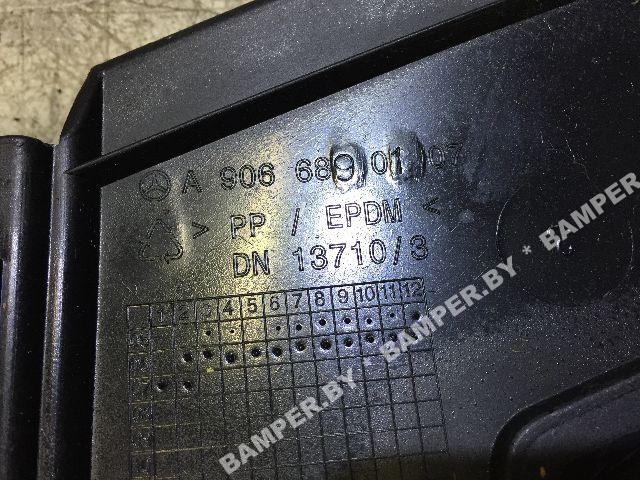 A 906 689 01 07
> PP / EPDM <
DN 13710/3
1 2 3 4 5 6 7 8 9 10 11 12
BAMPER.BY * BAMPER.BY * BAMPER.BY